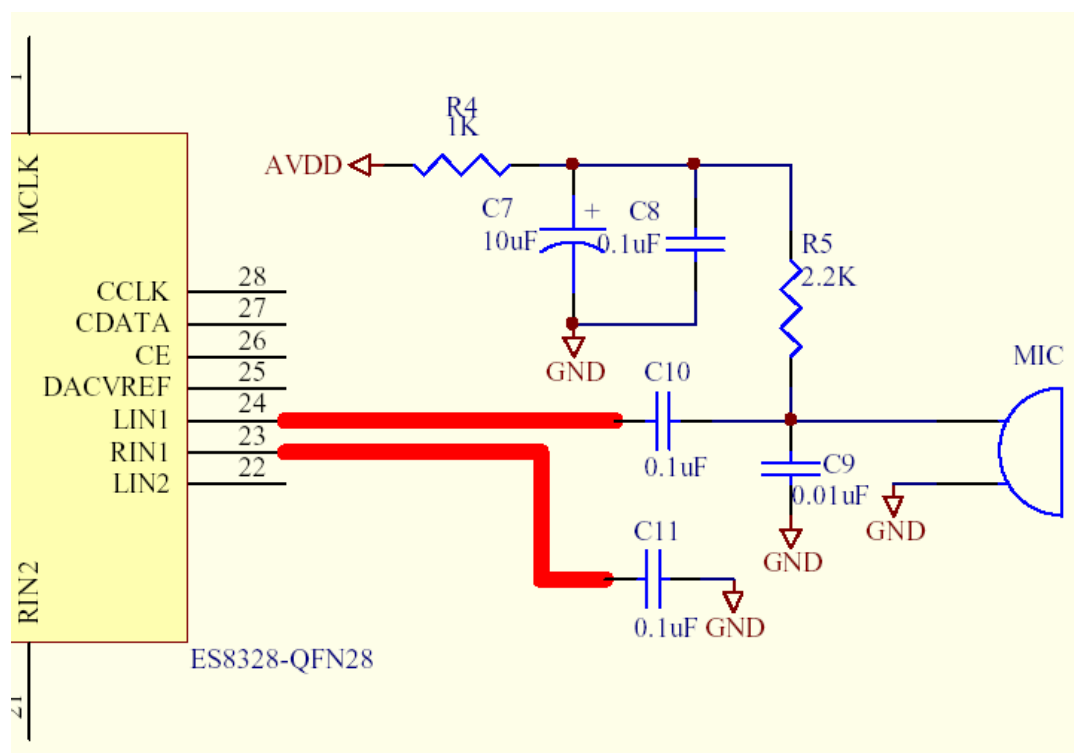 1
MCLK
R4
1K
AVDD
C7
10uF
+
C8
0.1uF
R5
2.2K
CCLK 28
CDATA 27
CE 26
DACVREF 25
LIN1 24
RIN1 23
LIN2 22
C10
0.1uF
MIC
C9
0.01uF
GND
GND
GND
C11
0.1uF
GND
RIN2
ES8328-QFN28
21